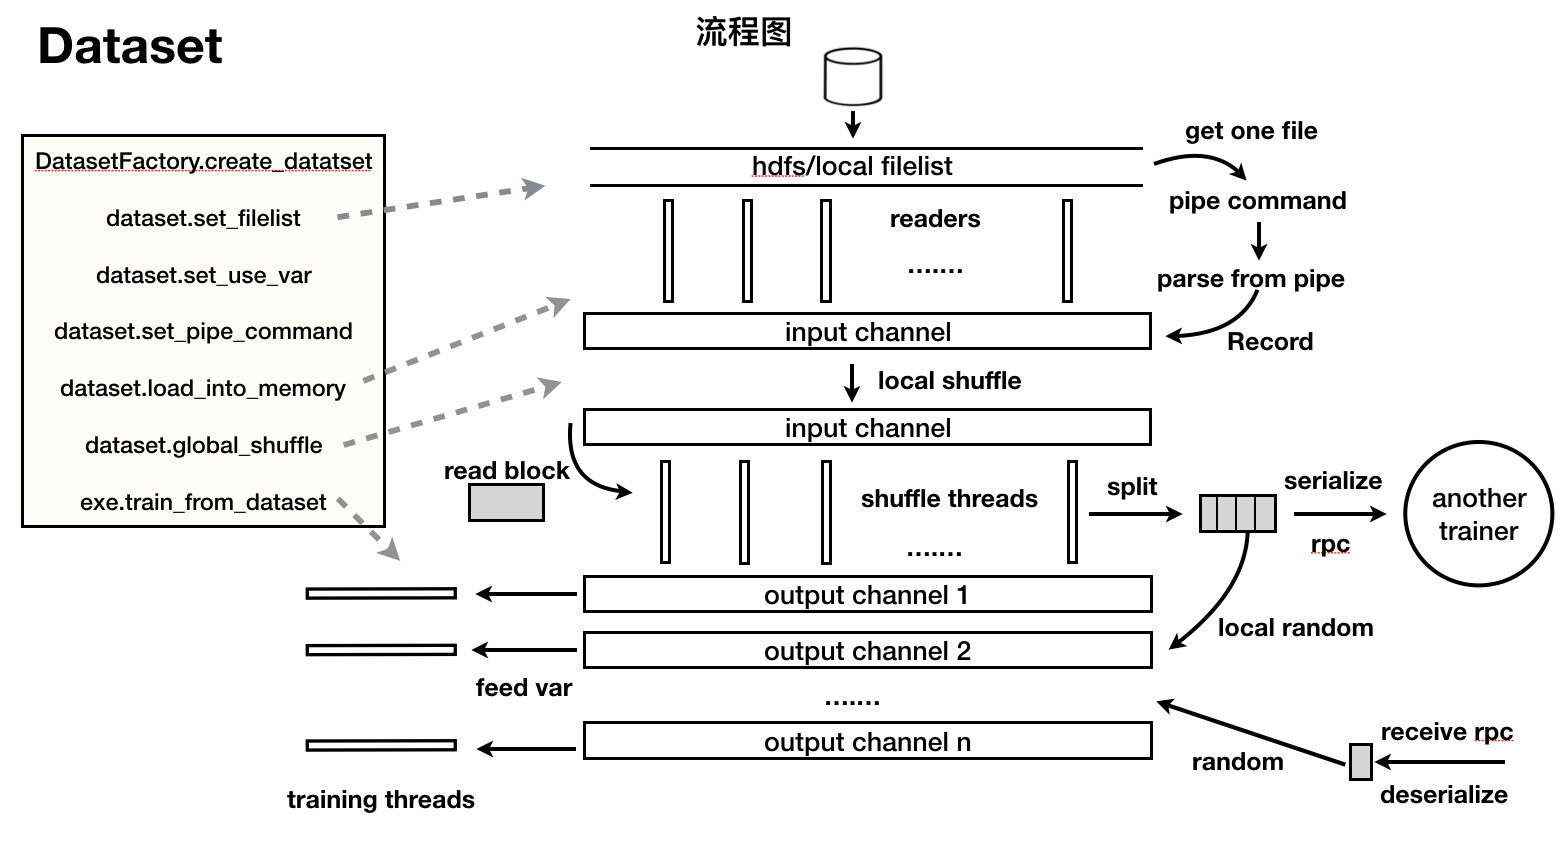 Dataset
流程图
DatasetFactory.create_datatset
dataset.set_filelist
dataset.set_use_var
dataset.set_pipe_command
dataset.load_into_memory
dataset.global_shuffle
exe.train_from_dataset
hdfs/local filelist
get one file
pipe command
readers
.......
parse from pipe
input channel
Record
local shuffle
input channel
read block
shuffle threads
.......
split
serialize
rpc
another
trainer
output channel 1
local random
output channel 2
feed var
.......
output channel n
random
receive rpc
deserialize
training threads